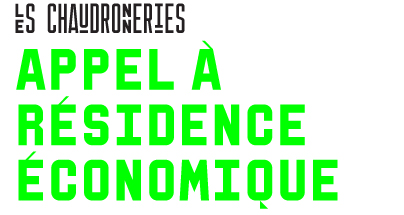 LES CHAUDRONNERIES
APPEL À
RÉSIDENCE
ÉCONOMIQUE